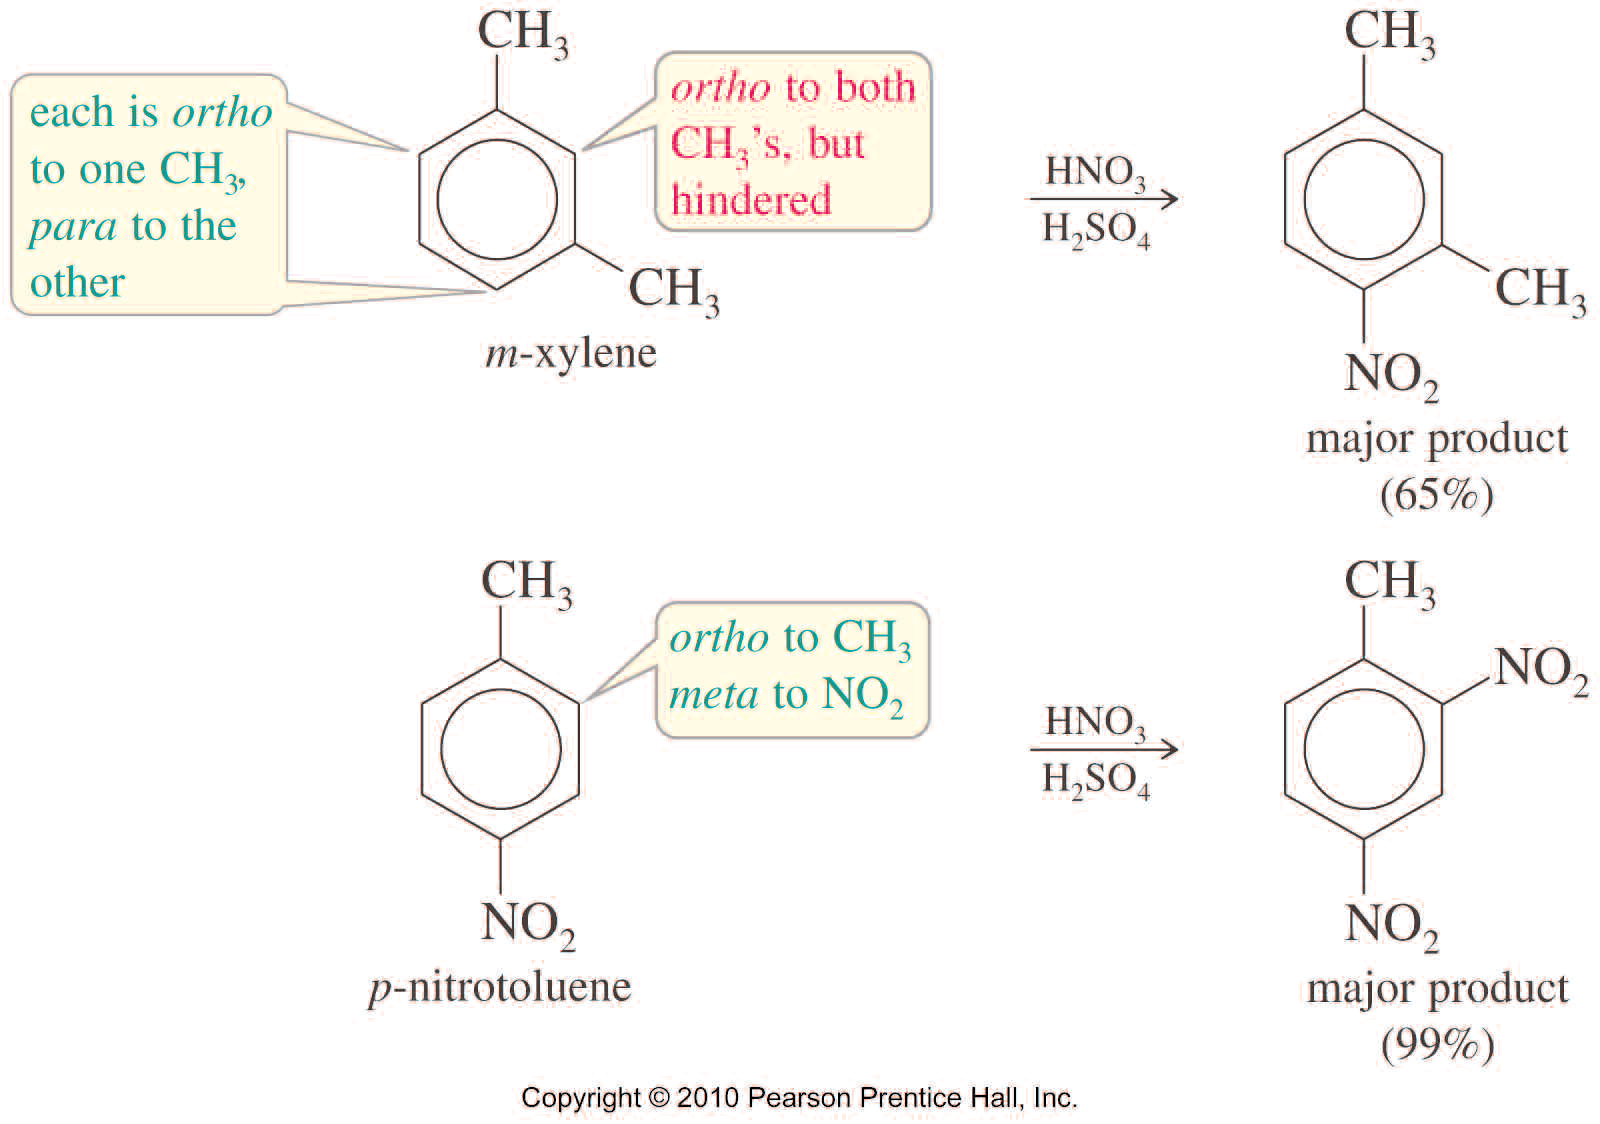 CH₃
each is ortho
to one CH₃,
para to the
other
ortho to both
CH₃’s, but
hindered
CH₃
m-xylene
HNO₃
H₂SO₄
CH₃
CH₃
NO₂
major product
(65%)
CH₃
ortho to CH₃
meta to NO₂
NO₂
p-nitrotoluene
HNO₃
H₂SO₄
CH₃
NO₂
NO₂
major product
(99%)
Copyright © 2010 Pearson Prentice Hall, Inc.